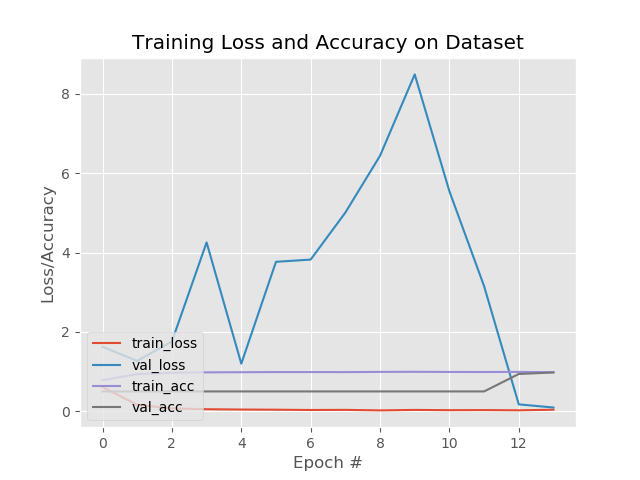 Training Loss and Accuracy on Dataset
Loss/Accuracy
8
6
4
2
0
train_loss
val_loss
train_acc
val_acc
0 2 4 6 8 10 12
Epoch #